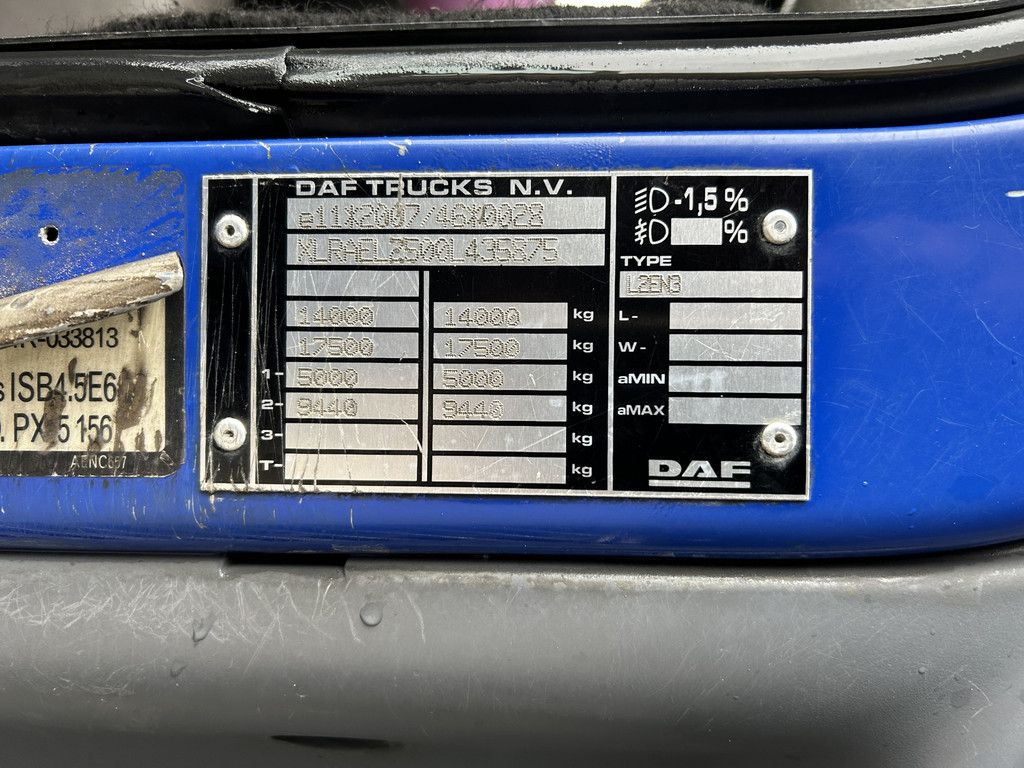 DAF TRUCKS N.V.
e11*2007/46*0028
XLRAEL2500L435875
14000 14000 kg
17500 17500 kg
1- 5000 5000 kg
2- 9440 9440 kg
3- kg
T- kg
-1,5 %
%
TYPE
L2EN3
L-
W-
aMIN
aMAX
DAF
-033813
s ISB4.5E6
. PX 5 156